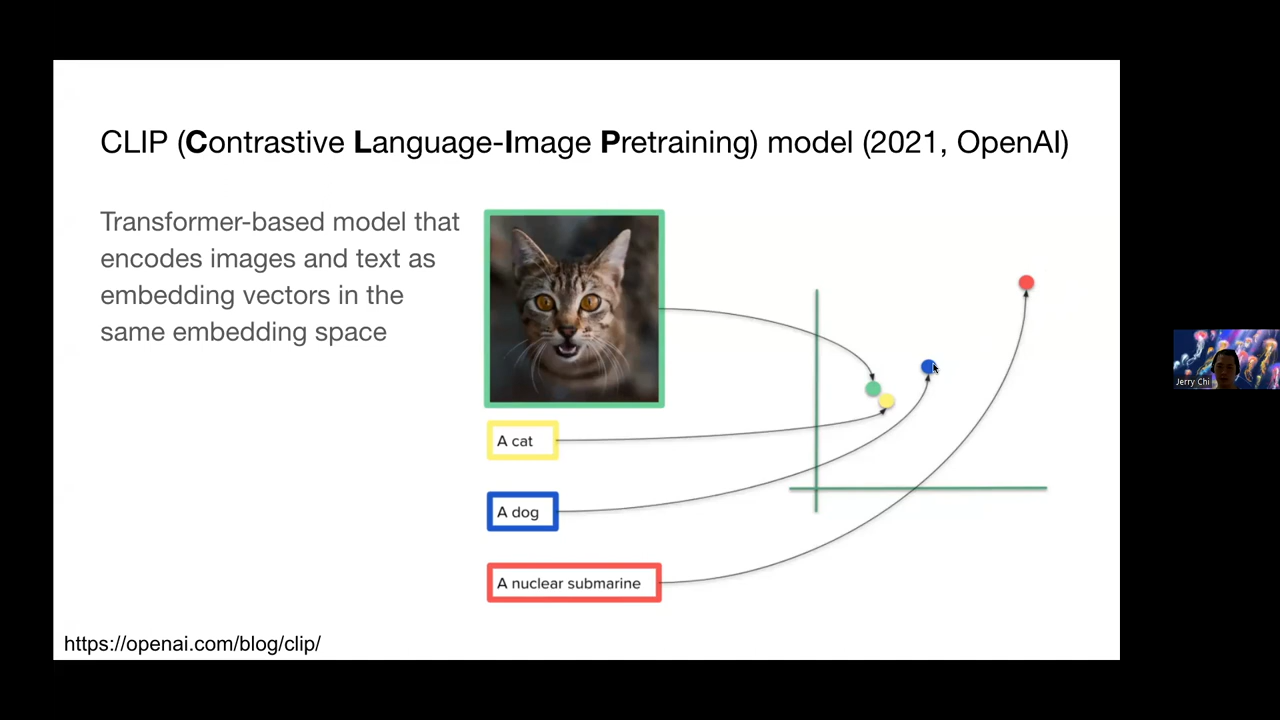 CLIP (Contrastive Language-Image Pretraining) model (2021, OpenAI)
Transformer-based model that
encodes images and text as
embedding vectors in the
same embedding space
A cat
A dog
A nuclear submarine
https://openai.com/blog/clip/
Jerry Chi